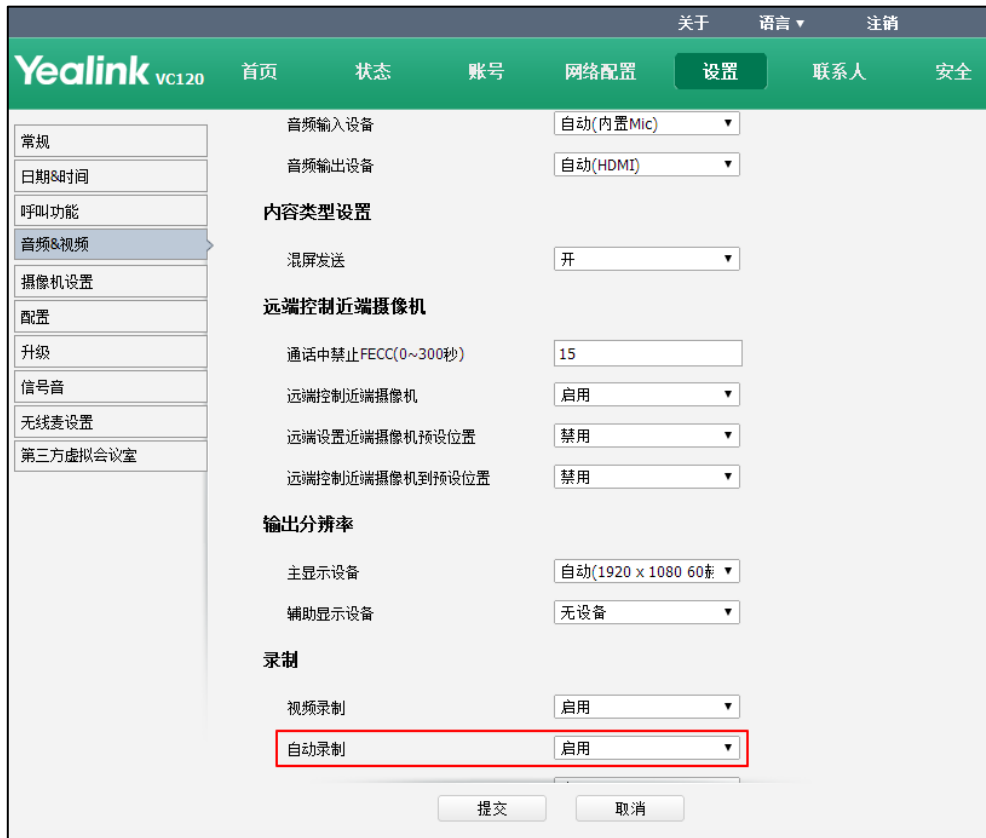 关于 语言▼ 注销
Yealink VC120 首页 状态 账号 网络配置 设置 联系人 安全
常规
日期&时间
呼叫功能
音频&视频
摄像机设置
配置
升级
信号音
无线麦设置
第三方虚拟会议室
音频输入设备 自动(内置Mic)
音频输出设备 自动(HDMI)
内容类型设置
混屏发送 开
远端控制近端摄像机
通话中禁止FECC(0~300秒) 15
远端控制近端摄像机 启用
远端设置近端摄像机预设位置 禁用
远端控制近端摄像机到预设位置 禁用
输出分辨率
主显示设备 自动(1920 x 1080 60
辅助显示设备 无设备
录制
视频录制 启用
自动录制 启用
提交 取消